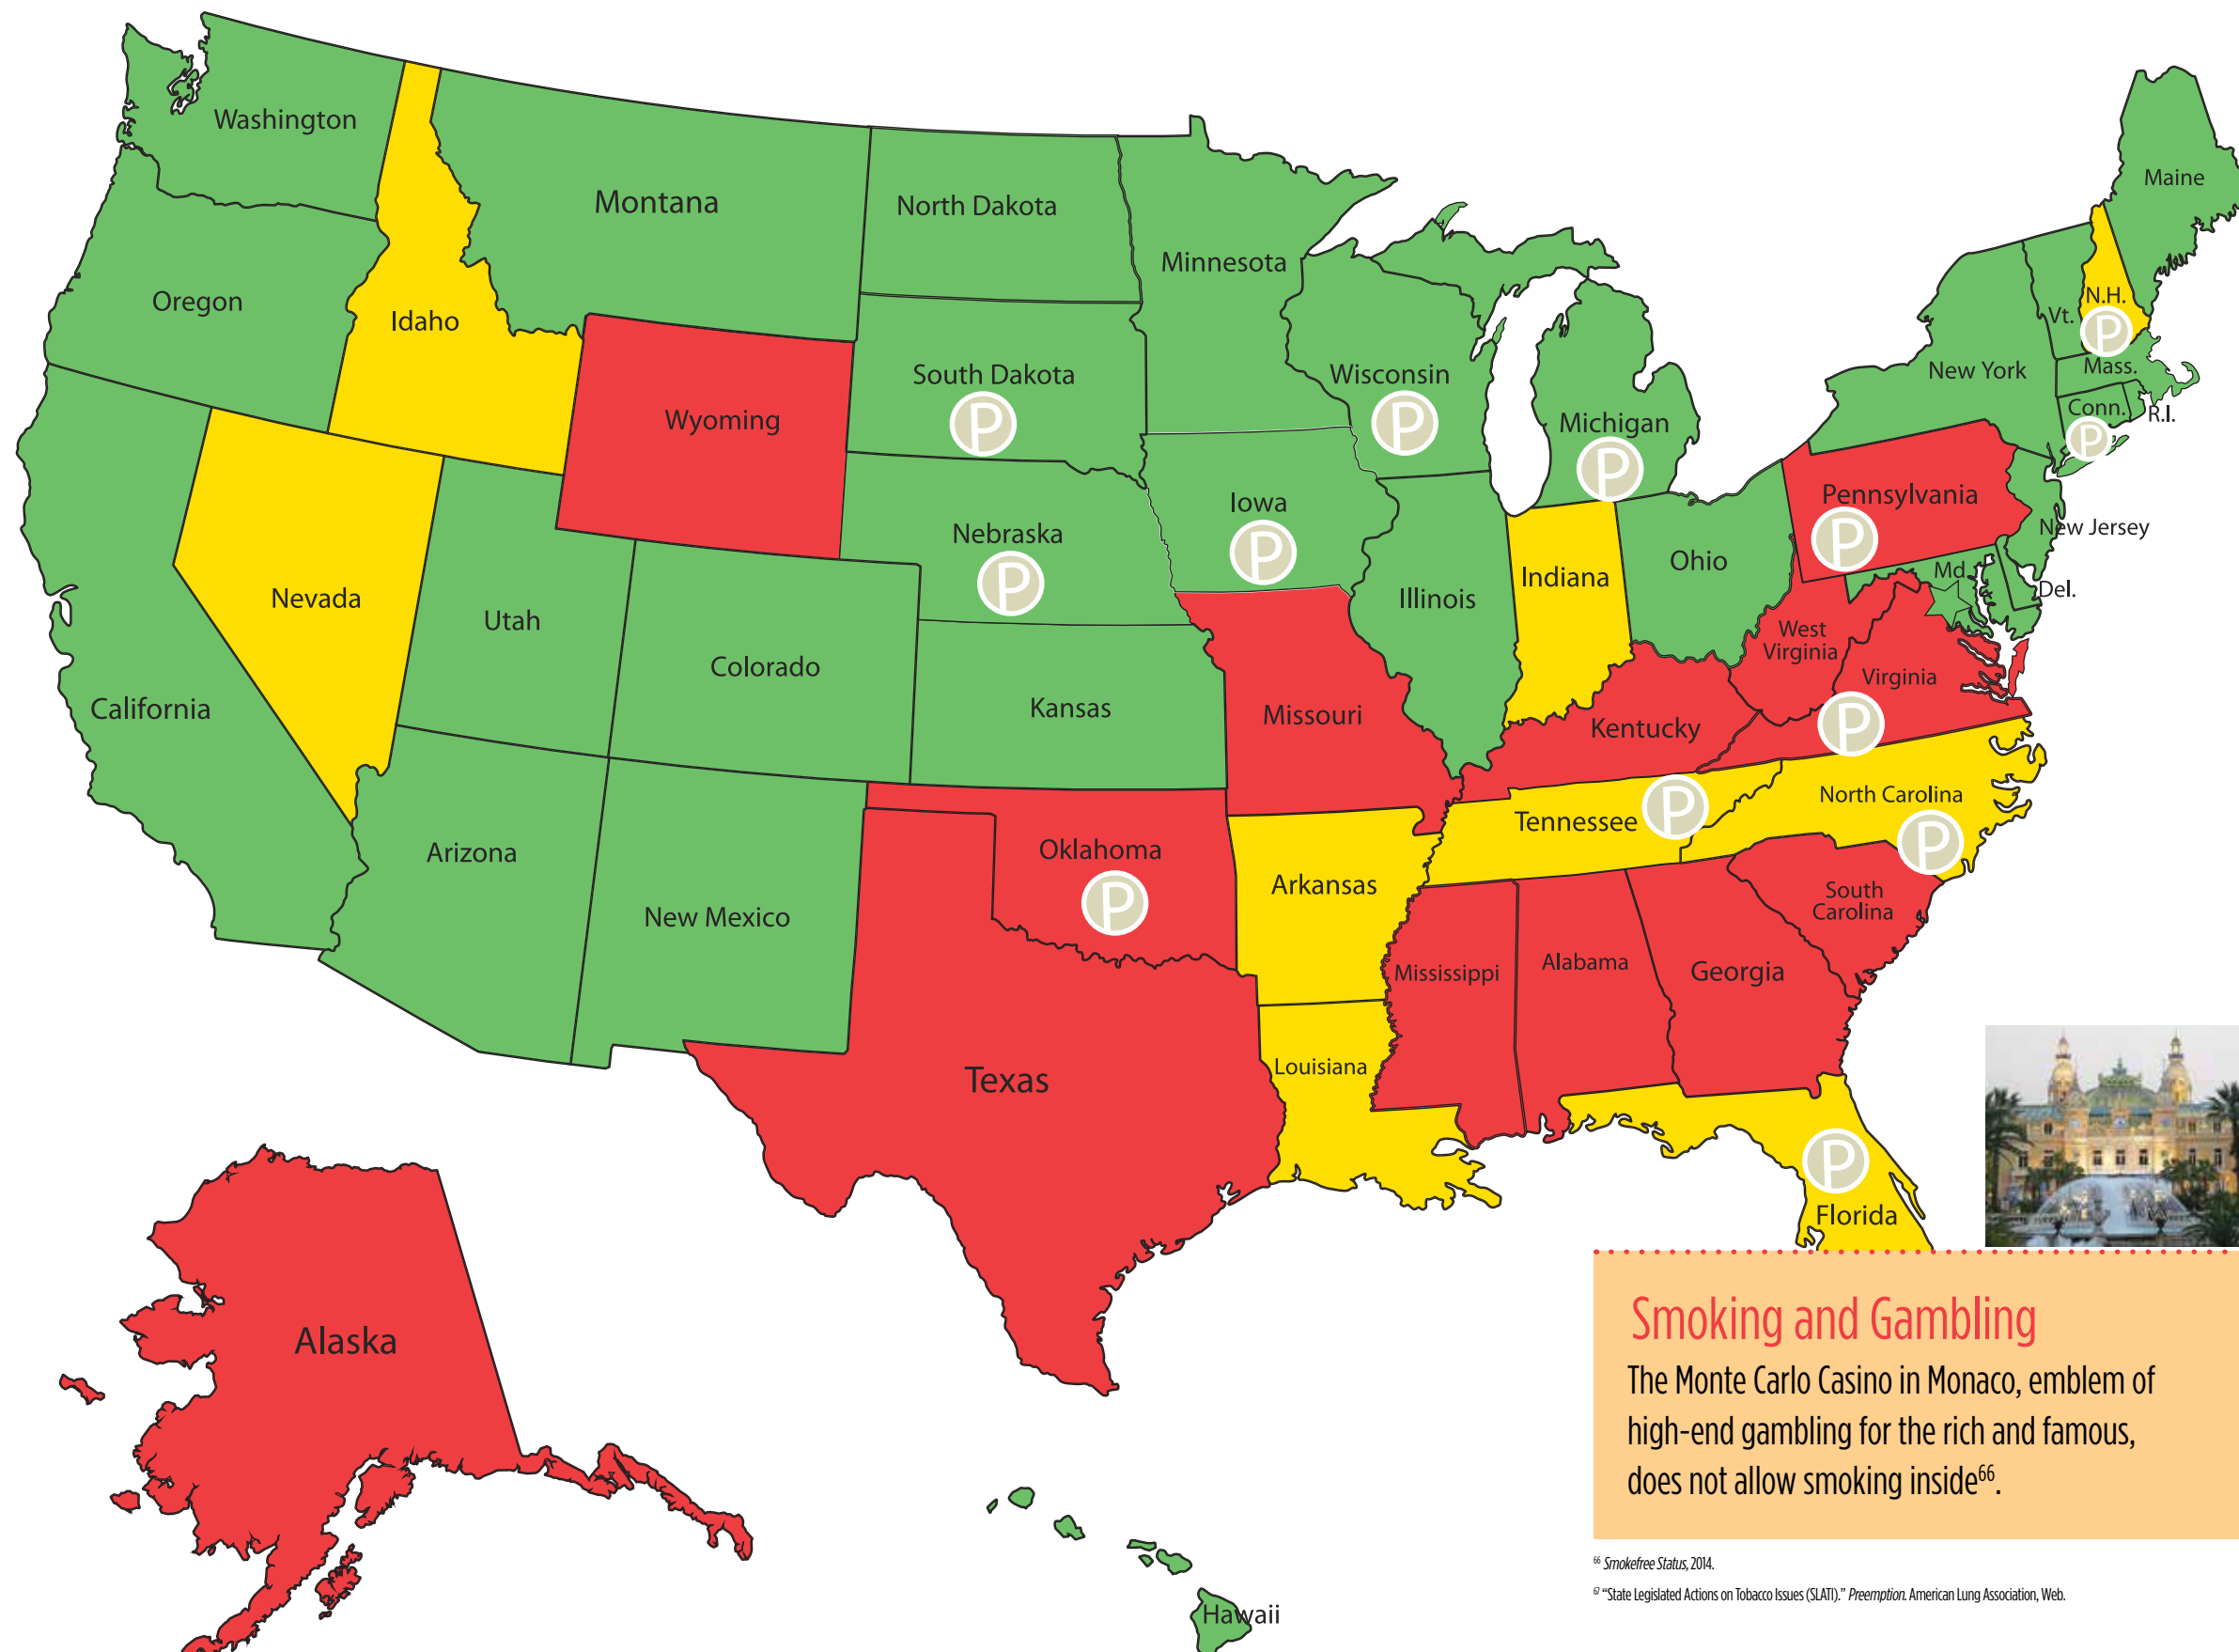 Washington
Montana
North Dakota
Minnesota
Maine
Oregon
Idaho
N.H.
P
Vt.
Wyoming
South Dakota
P
Wisconsin
P
Michigan
P
New York
Mass.
Conn.
P
R.I.
Pennsylvania
P
New Jersey
Nebraska
P
Iowa
P
Illinois
Indiana
Ohio
Md.
Del.
Nevada
Utah
Colorado
Kansas
Missouri
Kentucky
West
Virginia
Virginia
P
California
Arizona
New Mexico
Oklahoma
P
Arkansas
Tennessee
P
North Carolina
P
South
Carolina
Mississippi
Alabama
Georgia
Texas
Louisiana
P
Florida
Alaska
Hawaii
Smoking and Gambling
The Monte Carlo Casino in Monaco, emblem of
high-end gambling for the rich and famous,
does not allow smoking inside66.
66 Smokefree Status, 2014.
67 “State Legislated Actions on Tobacco Issues (SLATI).” Preemption. American Lung Association, Web.